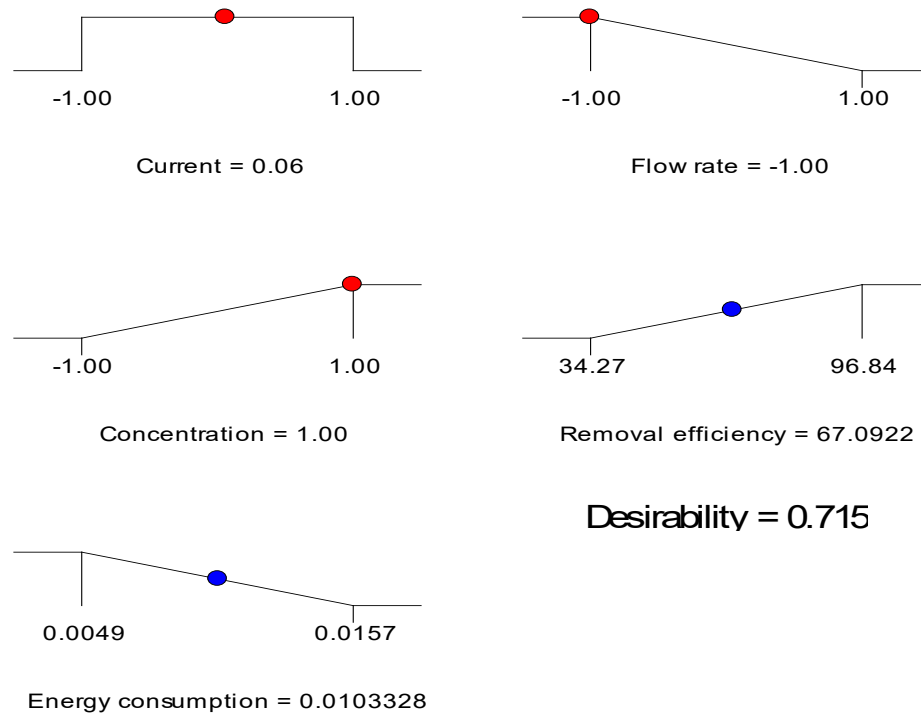 -1.00 1.00
Current = 0.06
-1.00 1.00
Flow rate = -1.00
-1.00 1.00
Concentration = 1.00
34.27 96.84
Removal efficiency = 67.0922
0.0049 0.0157
Energy consumption = 0.0103328
Desirability = 0.715